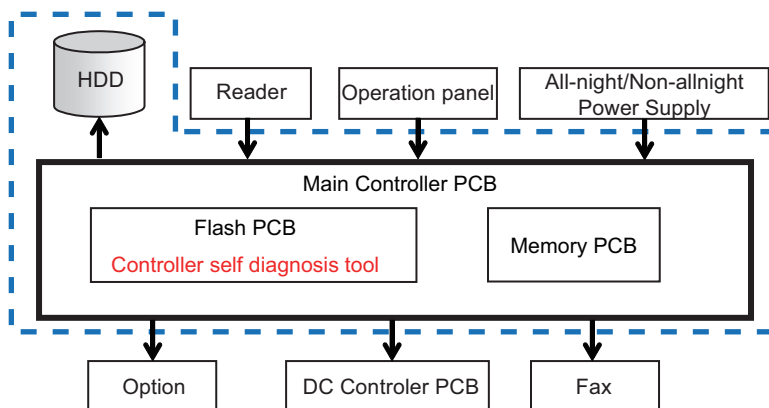 HDD
Reader
Operation panel
All-night/Non-allnight
Power Supply
Main Controller PCB
Flash PCB
Controller self diagnosis tool
Memory PCB
Option
DC Controler PCB
Fax